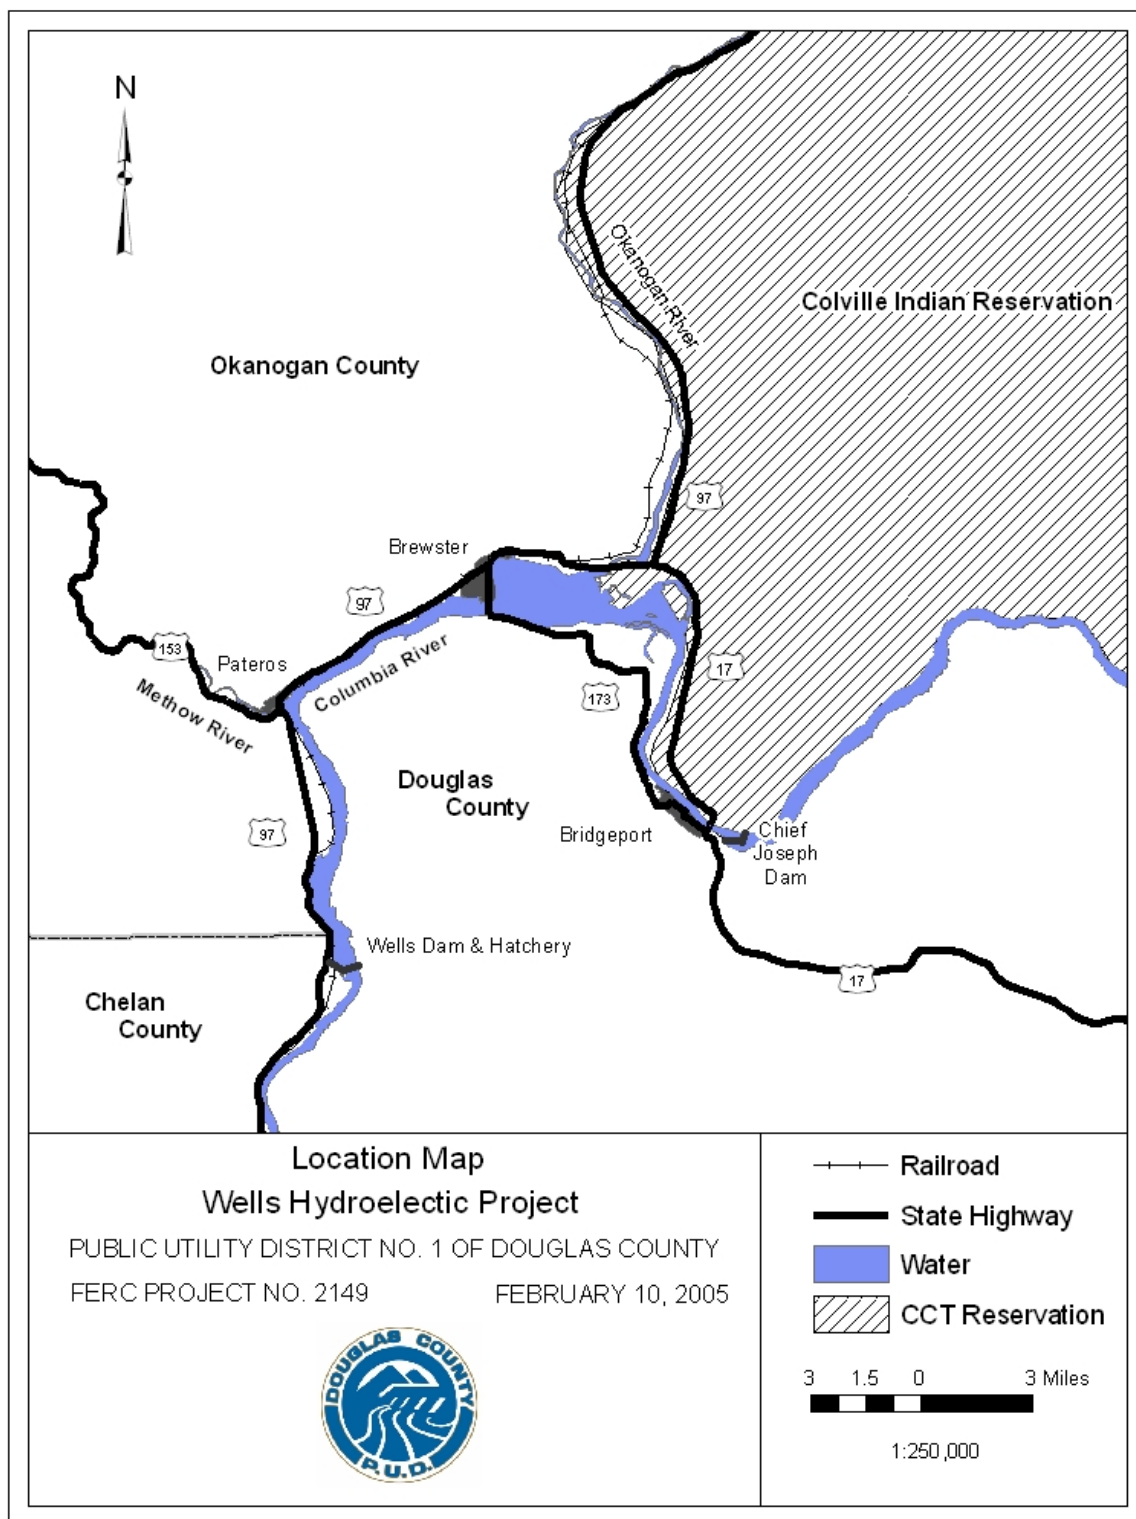 N
Okanogan River
Colville Indian Reservation
Okanogan County
97
Brewster
97
153
Pateros
Columbia River
17
173
Methow River
Douglas
County
97
Bridgeport
Chief
Joseph
Dam
Wells Dam & Hatchery
17
Chelan
County
Location Map
Wells Hydroelectic Project
PUBLIC UTILITY DISTRICT NO. 1 OF DOUGLAS COUNTY
FERC PROJECT NO. 2149 FEBRUARY 10, 2005
DOUGLAS COUNTY
P.U.D.
Railroad
State Highway
Water
CCT Reservation
3 1.5 0 3 Miles
1:250,000